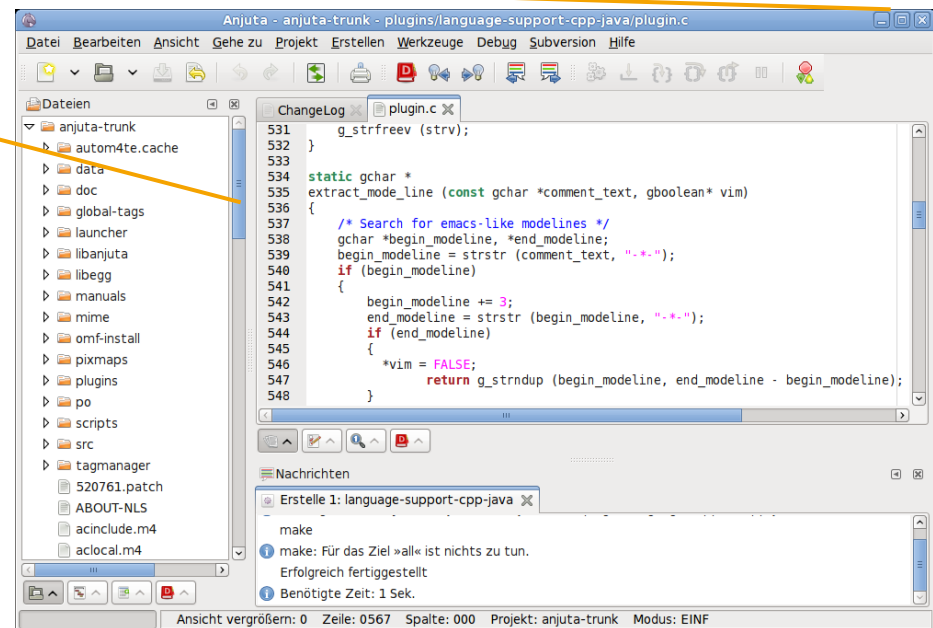 Anjuta - anjuta-trunk - plugins/language-support-cpp-java/plugin.c
Datei Bearbeiten Ansicht Gehe zu Projekt Erstellen Werkzeuge Debug Subversion Hilfe
Dateien
anjuta-trunk
autom4te.cache
data
doc
global-tags
launcher
libanjuta
libegg
manuals
mime
omf-install
pixmaps
plugins
po
scripts
src
tagmanager
520761.patch
ABOUT-NLS
acinclude.m4
aclocal.m4
ChangeLog plugin.c
531 g_strfreev (strv);
532 }
533
534 static gchar *
535 extract_mode_line (const gchar *comment_text, gboolean* vim)
536 {
537 /* Search for emacs-like modelines */
538 gchar *begin_modeline, *end_modeline;
539 begin_modeline = strstr (comment_text, "-*-");
540 if (begin_modeline)
541 {
542 begin_modeline += 3;
543 end_modeline = strstr (begin_modeline, "-*-");
544 if (end_modeline)
545 {
546 *vim = FALSE;
547 return g_strndup (begin_modeline, end_modeline - begin_modeline);
548 }
Nachrichten
Erstelle 1: language-support-cpp-java
make
make: Für das Ziel »all« ist nichts zu tun.
Erfolgreich fertiggestellt
Benötigte Zeit: 1 Sek.
Ansicht vergrößern: 0 Zeile: 0567 Spalte: 000 Projekt: anjuta-trunk Modus: EINF